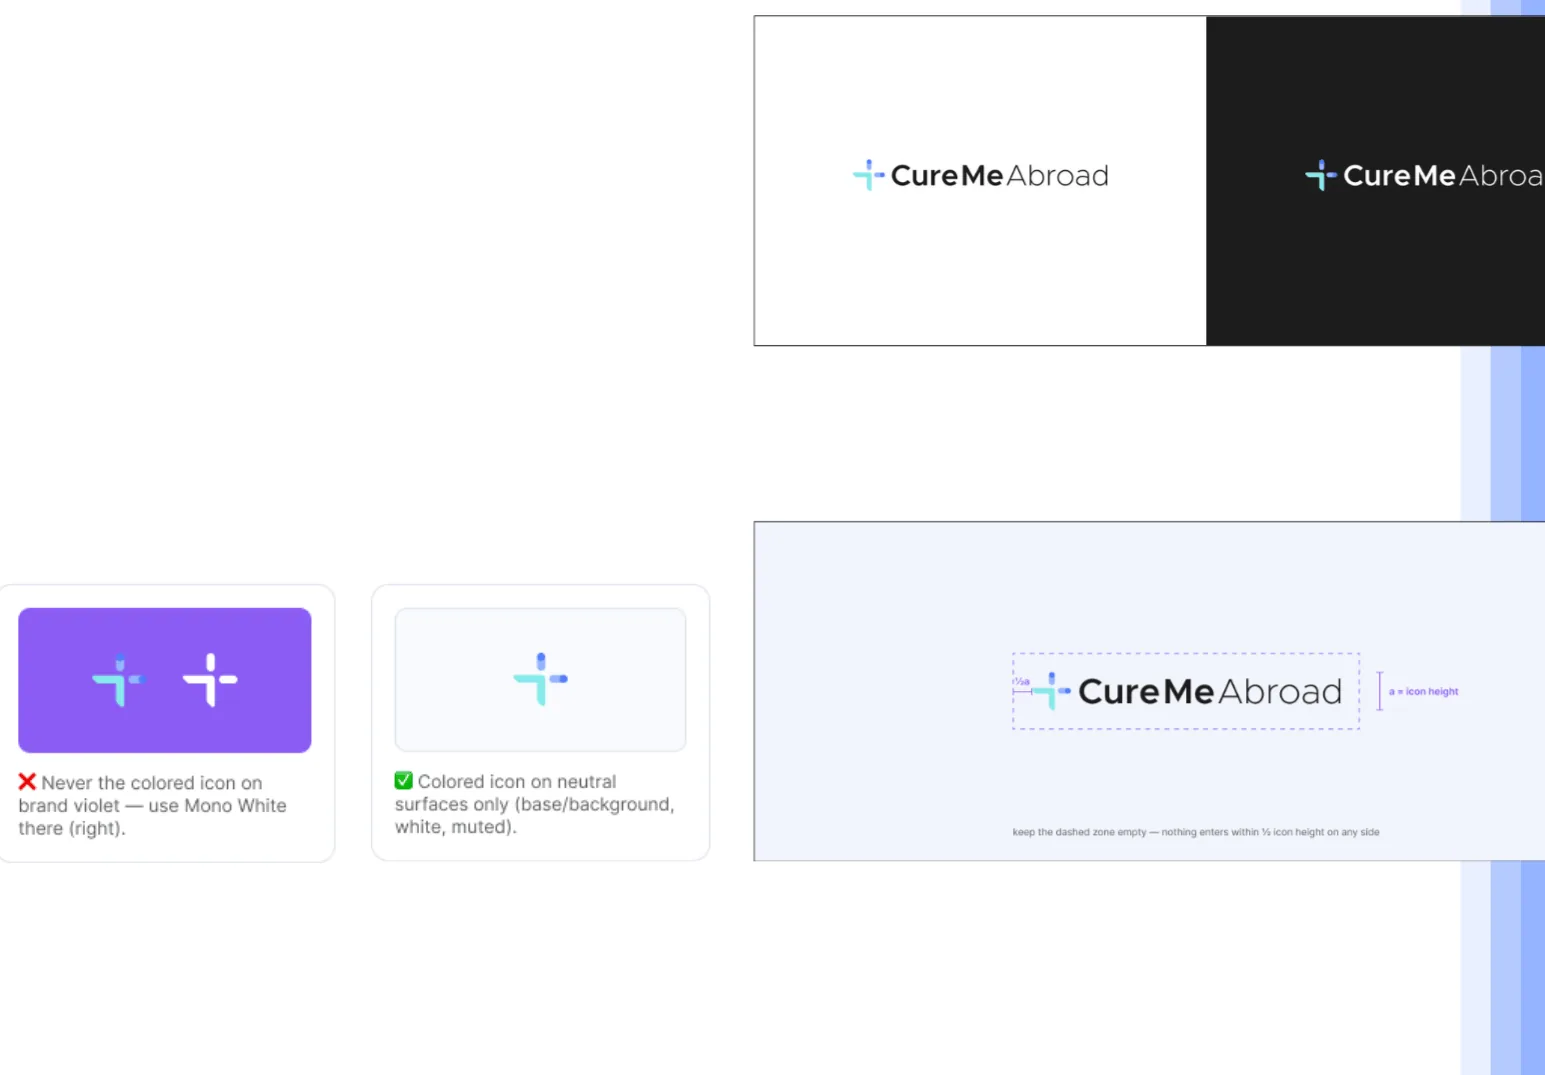 CureMeAbroad
CureMeAbroa
❌ Never the colored icon on
brand violet — use Mono White
there (right).
✅ Colored icon on neutral
surfaces only (base/background,
white, muted).
½a
CureMeAbroad
a = icon height
keep the dashed zone empty — nothing enters within ½ icon height on any side